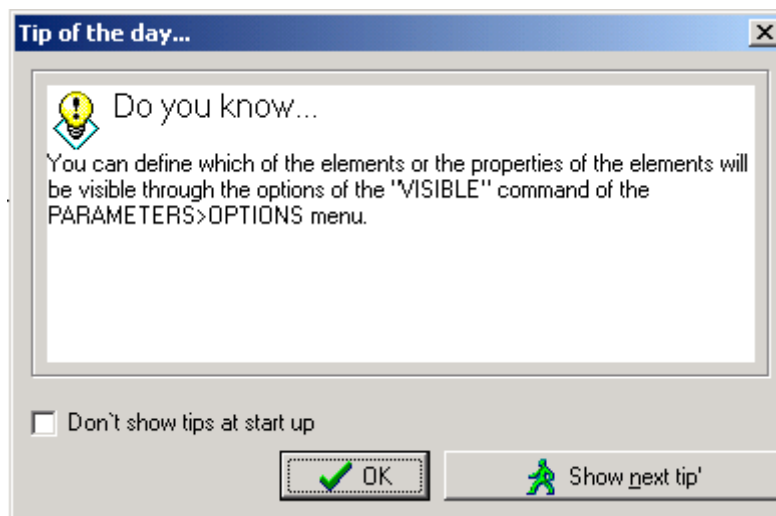 Tip of the day...
Do you know...
You can define which of the elements or the properties of the elements will
be visible through the options of the "VISIBLE" command of the
PARAMETERS>OPTIONS menu.
Don`t show tips at start up
OK
Show next tip'